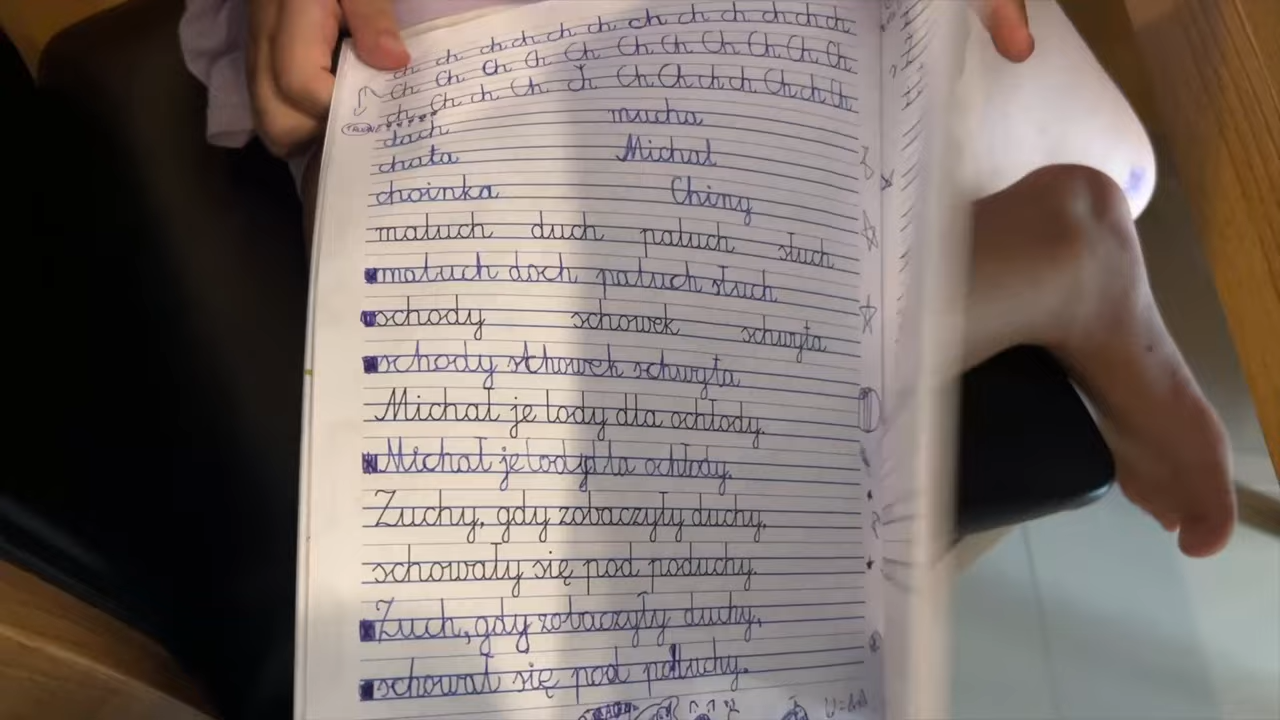 ch ch ch ch ch ch ch ch ch ch ch ch
Ch Ch Ch Ch Ch Ch Ch Ch Ch Ch Ch
ch Ch ch Ch ch Ch Ch ch ch Ch ch Ch
dach mucha
chata Michał
choinka Chiny
maluch duch paluch słuch
maluch doch paluch słuch
schody schowek schwyta
schody schowek schwyta
Michał je lody dla ochłody.
Michał je lody la ochłody.
Zuchy, gdy zobaczyły duchy,
schowały się pod poduchy.
Zuch, gdy zobaczyły duchy,
schował się pod